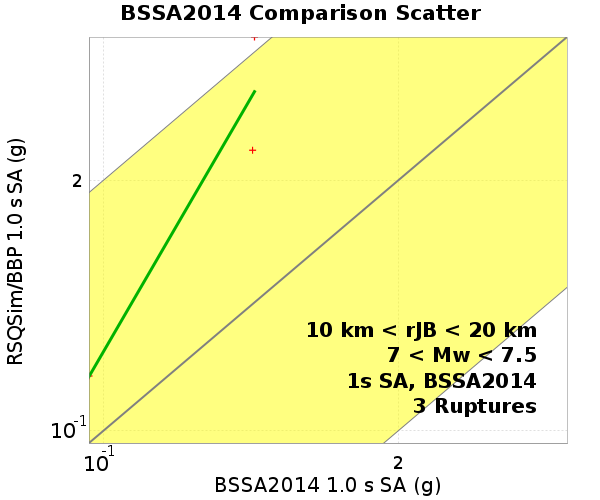 BSSA2014 Comparison Scatter
RSQSim/BBP 1.0 s SA (g)
2
10^-1
10 km < rJB < 20 km
7 < Mw < 7.5
1s SA, BSSA2014
3 Ruptures
10^-1
2
BSSA2014 1.0 s SA (g)